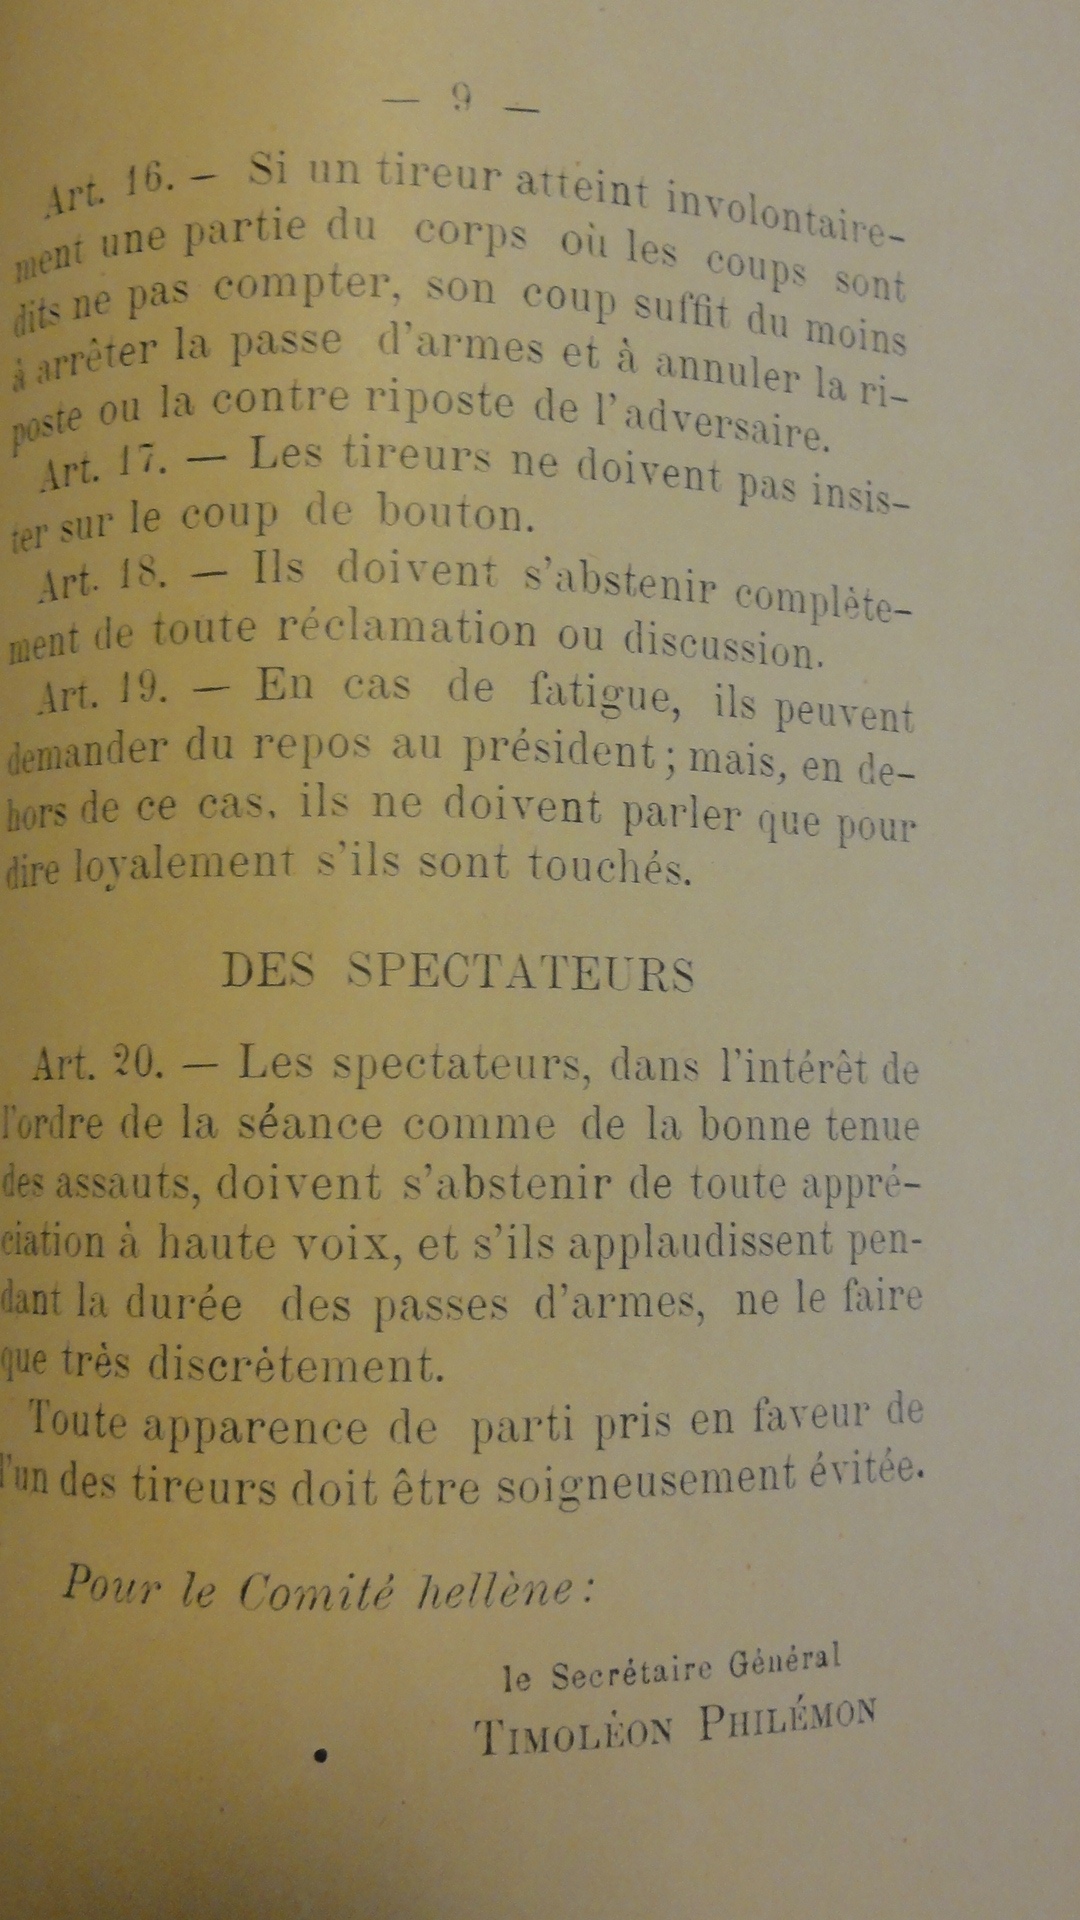 — 9 —
Art. 16. — Si un tireur atteint involontaire-
ment une partie du corps où les coups sont
dits ne pas compter, son coup suffit du moins
à arrêter la passe d'armes et à annuler la ri-
poste ou la contre riposte de l'adversaire.
Art. 17. — Les tireurs ne doivent pas insis-
ter sur le coup de bouton.
Art. 18. — Ils doivent s'abstenir complète-
ment de toute réclamation ou discussion.
Art. 19. — En cas de fatigue, ils peuvent
demander du repos au président ; mais, en de-
hors de ce cas, ils ne doivent parler que pour
dire loyalement s'ils sont touchés.
DES SPECTATEURS
Art. 20. — Les spectateurs, dans l'intérêt de
l'ordre de la séance comme de la bonne tenue
des assauts, doivent s'abstenir de toute appré-
ciation à haute voix, et s'ils applaudissent pen-
dant la durée des passes d'armes, ne le faire
que très discrètement.
Toute apparence de parti pris en faveur de
l'un des tireurs doit être soigneusement évitée.
Pour le Comité hellène :
le Secrétaire Général
TIMOLÉON PHILÉMON